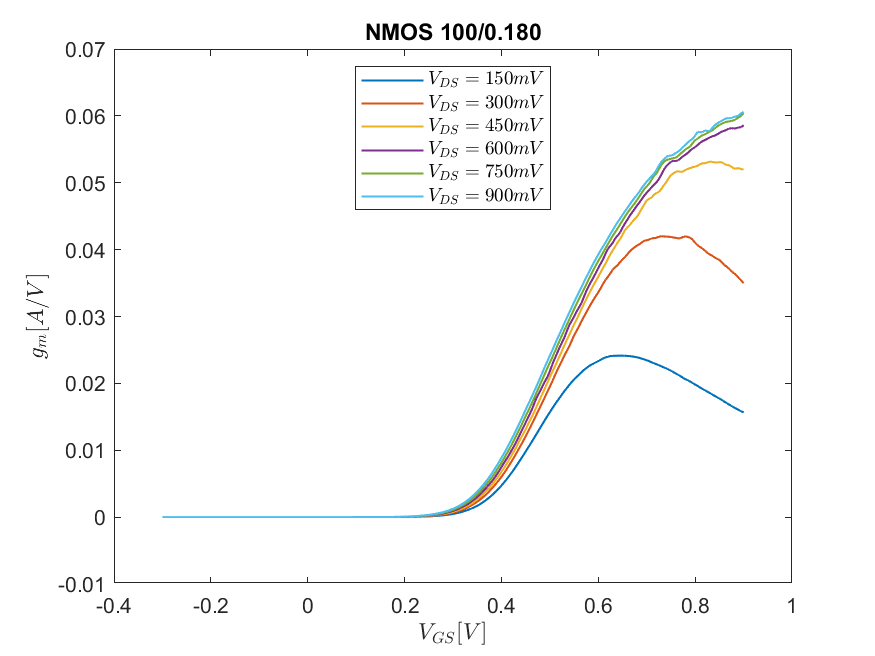 NMOS 100/0.180
0.07
0.06
0.05
0.04
0.03
0.02
0.01
0
-0.01
g_m[A/V]
V_DS = 150mV
V_DS = 300mV
V_DS = 450mV
V_DS = 600mV
V_DS = 750mV
V_DS = 900mV
-0.4 -0.2 0 0.2 0.4 0.6 0.8 1
V_GS[V]